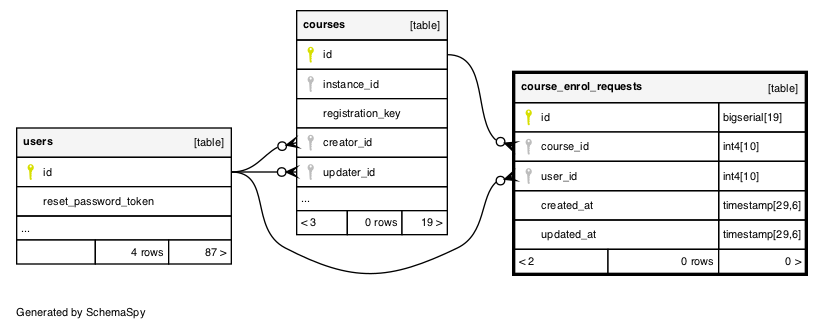 users [table]
id
reset_password_token
...
4 rows 87 >
courses [table]
id
instance_id
registration_key
creator_id
updater_id
...
< 3 0 rows 19 >
course_enrol_requests [table]
id bigserial[19]
course_id int4[10]
user_id int4[10]
created_at timestamp[29,6]
updated_at timestamp[29,6]
< 2 0 rows 0 >
Generated by SchemaSpy